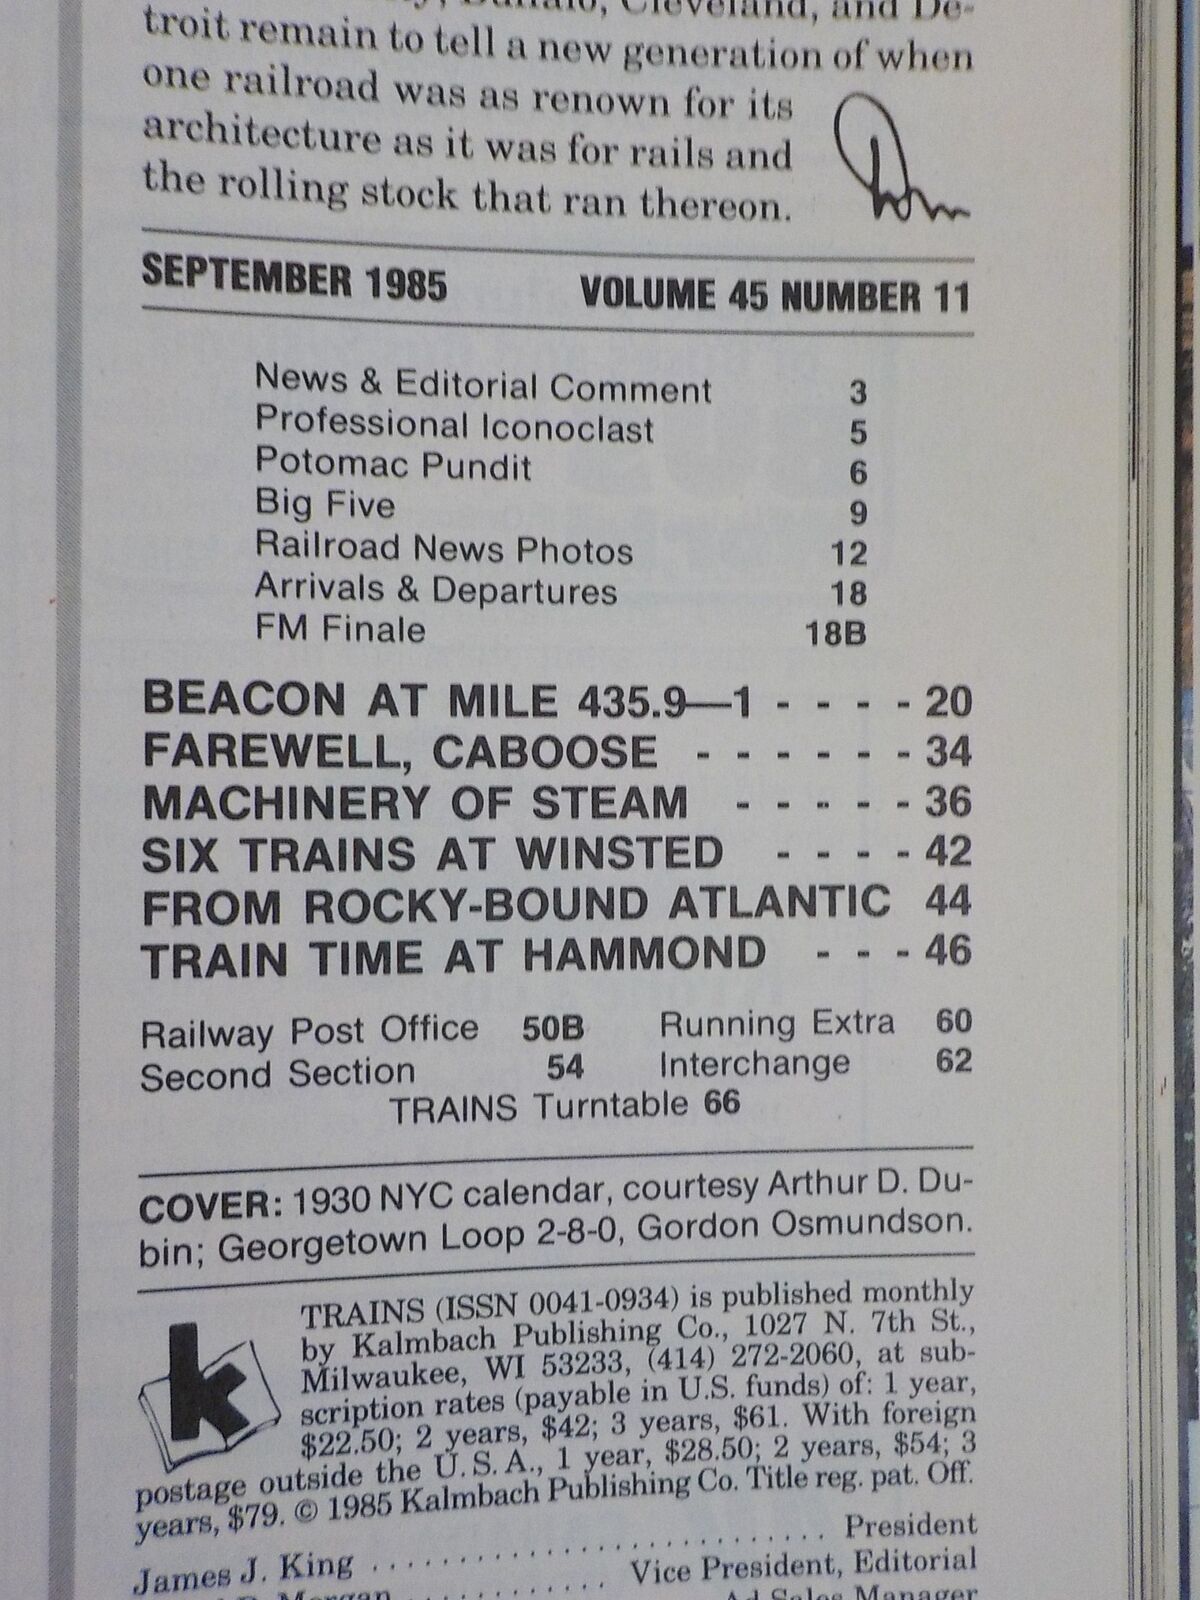 Buffalo, Cleveland, and De-
troit remain to tell a new generation of when
one railroad was as renown for its
architecture as it was for rails and
the rolling stock that ran thereon.
SEPTEMBER 1985 VOLUME 45 NUMBER 11
News & Editorial Comment 3
Professional Iconoclast 5
Potomac Pundit 6
Big Five 9
Railroad News Photos 12
Arrivals & Departures 18
FM Finale 18B
BEACON AT MILE 435.9—1 - - - - 20
FAREWELL, CABOOSE - - - - - - 34
MACHINERY OF STEAM - - - - - 36
SIX TRAINS AT WINSTED - - - - 42
FROM ROCKY-BOUND ATLANTIC 44
TRAIN TIME AT HAMMOND - - - 46
Railway Post Office 50B Running Extra 60
Second Section 54 Interchange 62
TRAINS Turntable 66
COVER: 1930 NYC calendar, courtesy Arthur D. Du-
bin; Georgetown Loop 2-8-0, Gordon Osmundson.
k
TRAINS (ISSN 0041-0934) is published monthly
by Kalmbach Publishing Co., 1027 N. 7th St.,
Milwaukee, WI 53233, (414) 272-2060, at sub-
scription rates (payable in U.S. funds) of: 1 year,
$22.50; 2 years, $42; 3 years, $61. With foreign
postage outside the U.S.A., 1 year, $28.50; 2 years, $54; 3
years, $79. © 1985 Kalmbach Publishing Co. Title reg. pat. Off.
James J. King . . . . . . . . . . . . . . . . . . . . . . . . . . . President
Morgan . . . . . . . . . . . . Vice President, Editorial
Ad Sales Manager